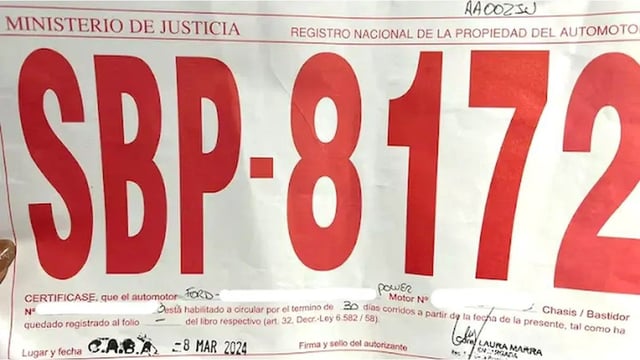 AA002JU
MINISTERIO DE JUSTICIA
REGISTRO NACIONAL DE LA PROPIEDAD DEL AUTOMOTOR
SBP-8172
CERTIFICASE, que el automotor FORD- POWER Motor N° Chasis / Bastidor
N° está habilitado a circular por el termino de 30 días corridos a partir de la fecha de la presente, tal como ha
quedado registrado al folio — del libro respectivo (art. 32. Decr.-Ley 6.582 / 58).
Lugar y fecha C.A.B.A. -8 MAR 2024 Firma y sello del autorizante LAURA MARRA